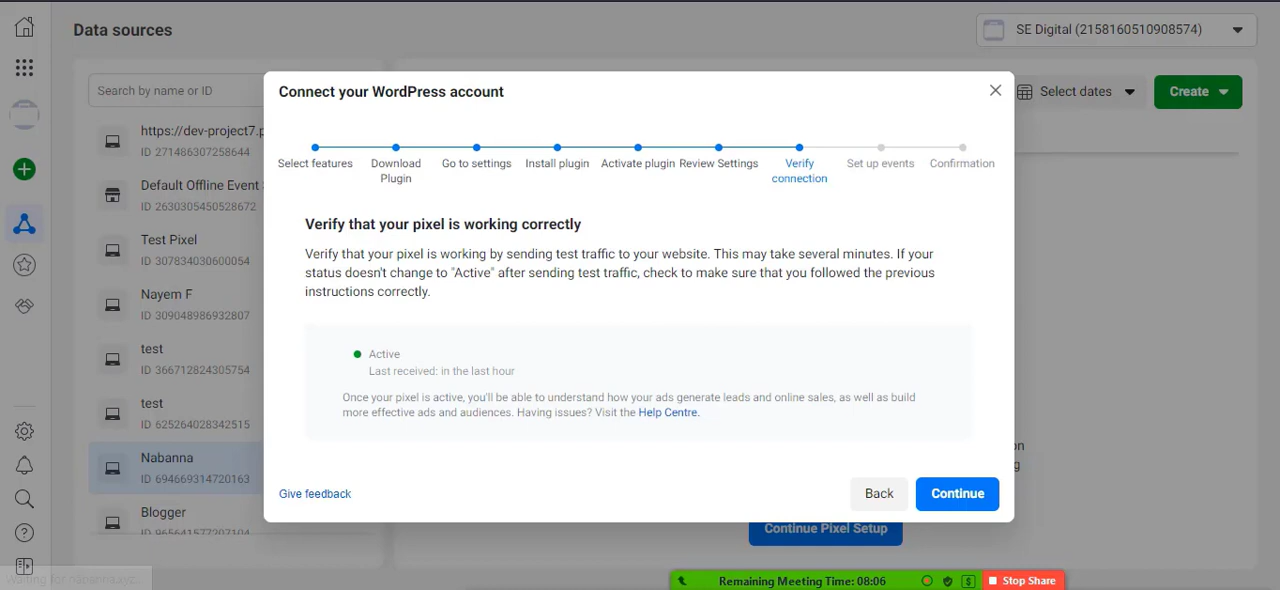 Data sources
SE Digital (2158160510908574)
Search by name or ID
Select dates
Create
https://dev-project7.p
ID 271486307258644
Default Offline Event
ID 2630305450528672
Test Pixel
ID 307834030600054
Nayem F
ID 309048986932807
test
ID 366712824305754
test
ID 625264028342515
Nabanna
ID 694669314720163
Blogger
ID 965641577207104
Connect your WordPress account
Select features
Download
Plugin
Go to settings
Install plugin
Activate plugin
Review Settings
Verify
connection
Set up events
Confirmation
Verify that your pixel is working correctly
Verify that your pixel is working by sending test traffic to your website. This may take several minutes. If your
status doesn't change to "Active" after sending test traffic, check to make sure that you followed the previous
instructions correctly.
Active
Last received: in the last hour
Once your pixel is active, you'll be able to understand how your ads generate leads and online sales, as well as build
more effective ads and audiences. Having issues? Visit the Help Centre.
Give feedback
Back
Continue
on
g
Continue Pixel Setup
Waiting for nabanna.xyz...
Remaining Meeting Time: 08:06
Stop Share